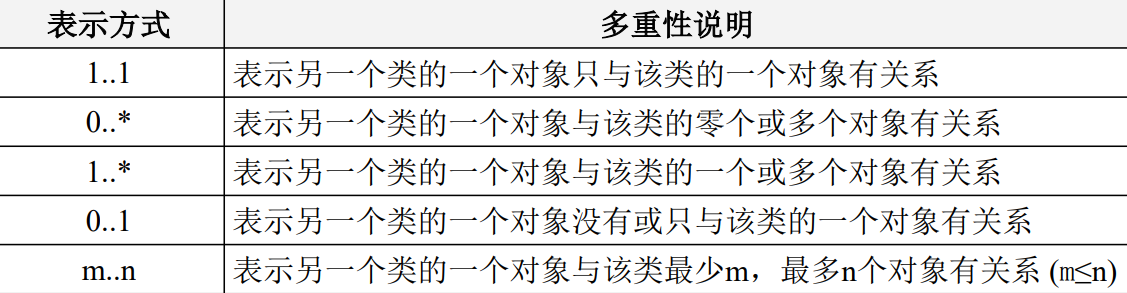 表示方式 多重性说明
1..1 表示另一个类的一个对象只与该类的一个对象有关系
0..* 表示另一个类的一个对象与该类的零个或多个对象有关系
1..* 表示另一个类的一个对象与该类的一个或多个对象有关系
0..1 表示另一个类的一个对象没有或只与该类的一个对象有关系
m..n 表示另一个类的一个对象与该类最少m，最多n个对象有关系 (m≤n)